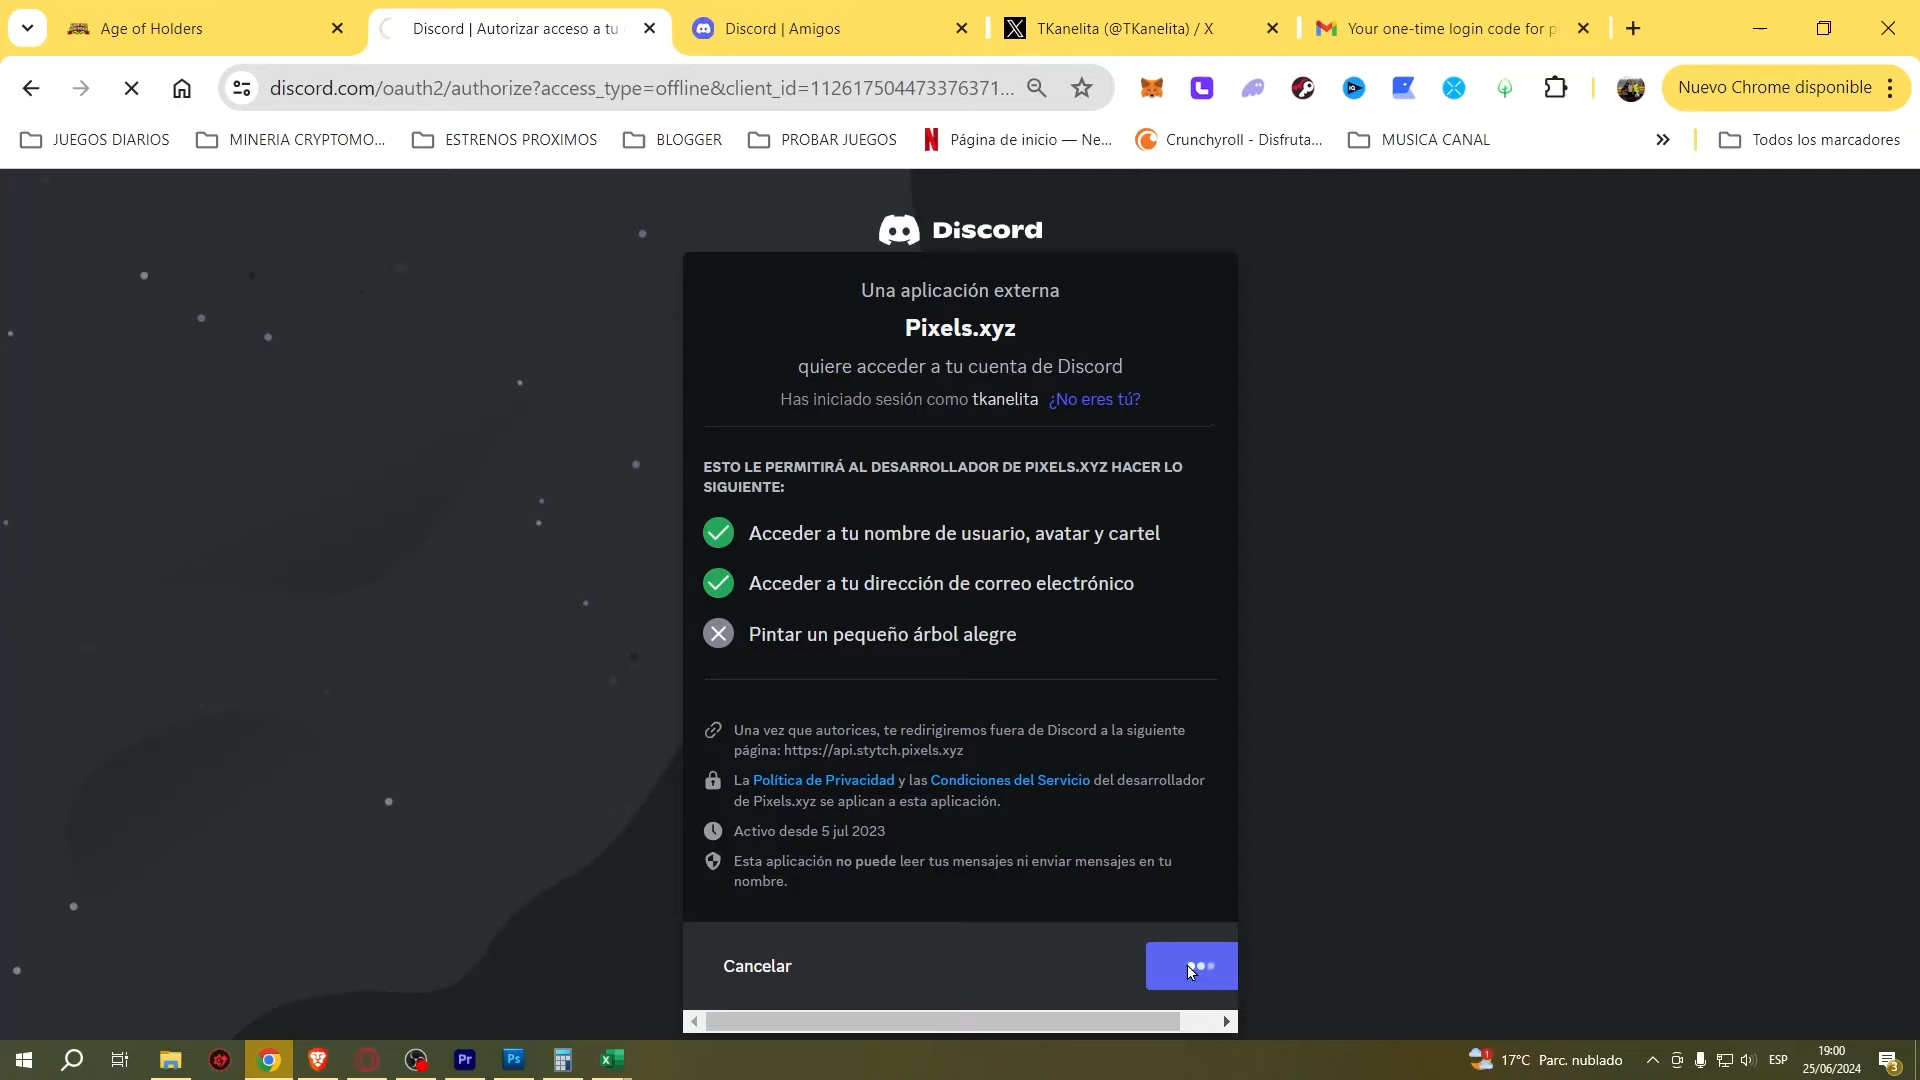 Age of Holders
Discord | Autorizar acceso a tu
Discord | Amigos
TKanelita (@TKanelita) / X
Your one-time login code for p
discord.com/oauth2/authorize?access_type=offline&client_id=112617504473376371...
Nuevo Chrome disponible
JUEGOS DIARIOS
MINERIA CRYPTOMO...
ESTRENOS PROXIMOS
BLOGGER
PROBAR JUEGOS
Página de inicio — Ne...
Crunchyroll - Disfruta...
MUSICA CANAL
Todos los marcadores
Discord
Una aplicación externa
Pixels.xyz
quiere acceder a tu cuenta de Discord
Has iniciado sesión como tkanelita ¿No eres tú?
ESTO LE PERMITIRÁ AL DESARROLLADOR DE PIXELS.XYZ HACER LO
SIGUIENTE:
Acceder a tu nombre de usuario, avatar y cartel
Acceder a tu dirección de correo electrónico
Pintar un pequeño árbol alegre
Una vez que autorices, te redirigiremos fuera de Discord a la siguiente
página: https://api.stytch.pixels.xyz
La Política de Privacidad y las Condiciones del Servicio del desarrollador
de Pixels.xyz se aplican a esta aplicación.
Activo desde 5 jul 2023
Esta aplicación no puede leer tus mensajes ni enviar mensajes en tu
nombre.
Cancelar
Pr
Ps
1
17°C Parc. nublado
ESP
19:00
25/06/2024
3